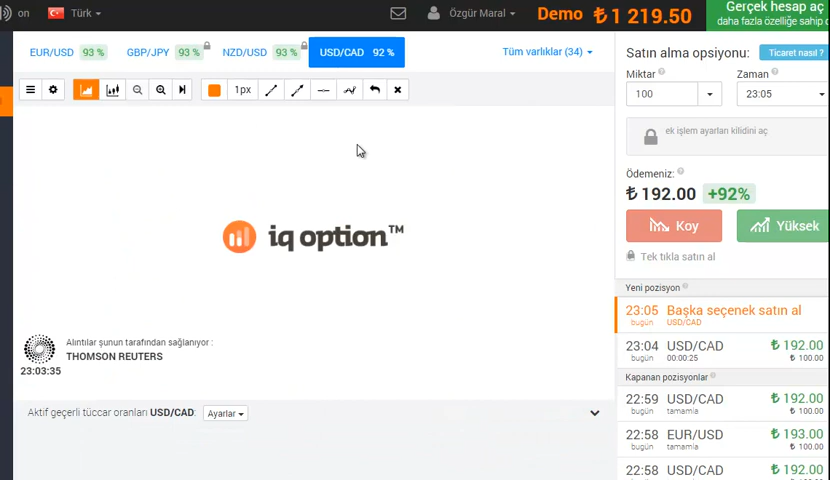 on
Türk
Özgür Maral
Demo ₺ 1 219.50
Gerçek hesap aç
daha fazla özelliğe sahip
EUR/USD 93 %
GBP/JPY 93 %
NZD/USD 93 %
USD/CAD 92 %
Tüm varlıklar (34)
1px
iq option™
Alıntılar şunun tarafından sağlanıyor :
THOMSON REUTERS
23:03:35
Aktif geçerli tüccar oranları USD/CAD:
Ayarlar
Satın alma opsiyonu:
Ticaret nasıl ?
Miktar ?
Zaman ?
100
23:05
ek işlem ayarları kilidini aç
Ödemeniz: ?
₺ 192.00 +92%
Koy
Yüksek
Tek tikla satın al
Yeni pozisyon ?
23:05 Başka seçenek satın al
bugün USD/CAD
23:04 USD/CAD ₺ 192.00
bugün 00:00:25 ₺ 100.00
Kapanan pozisyonlar ?
22:59 USD/CAD ₺ 192.00
bugün tamamla ₺ 100.00
22:58 EUR/USD ₺ 193.00
bugün tamamla ₺ 100.00
22:58 USD/CAD ₺ 192.00